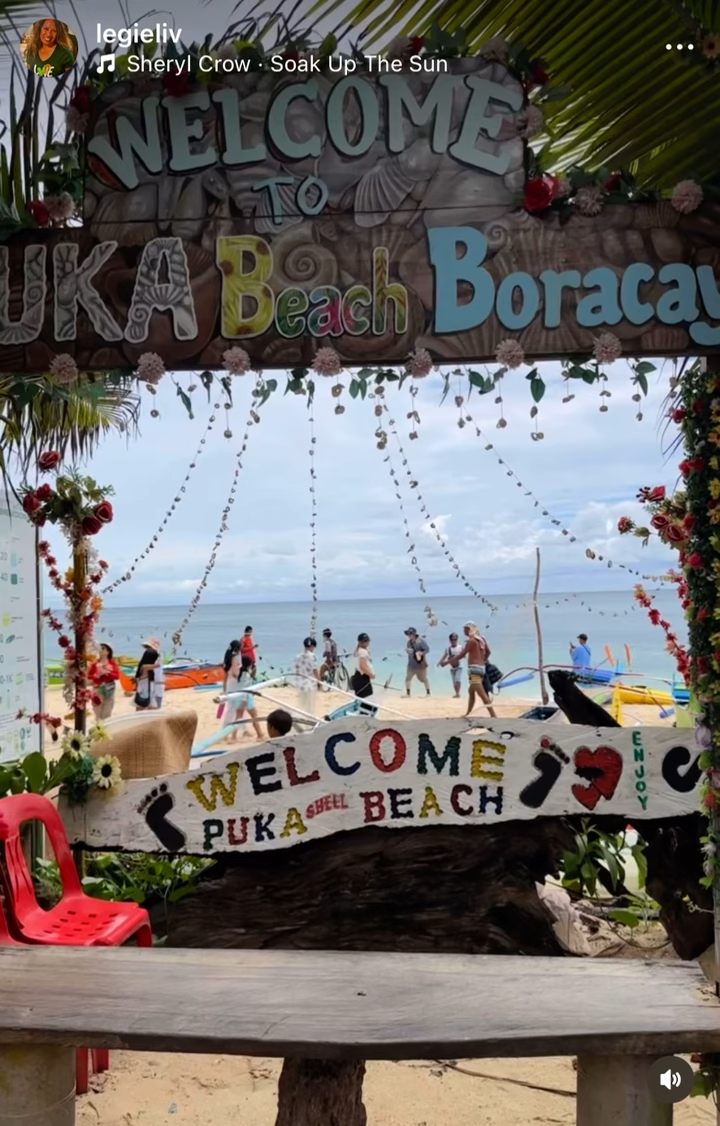 legieliv
Sheryl Crow · Soak Up The Sun
WELCOME
TO
UKA Beach Boracay
WELCOME
PUKA SHELL BEACH
ENJOY